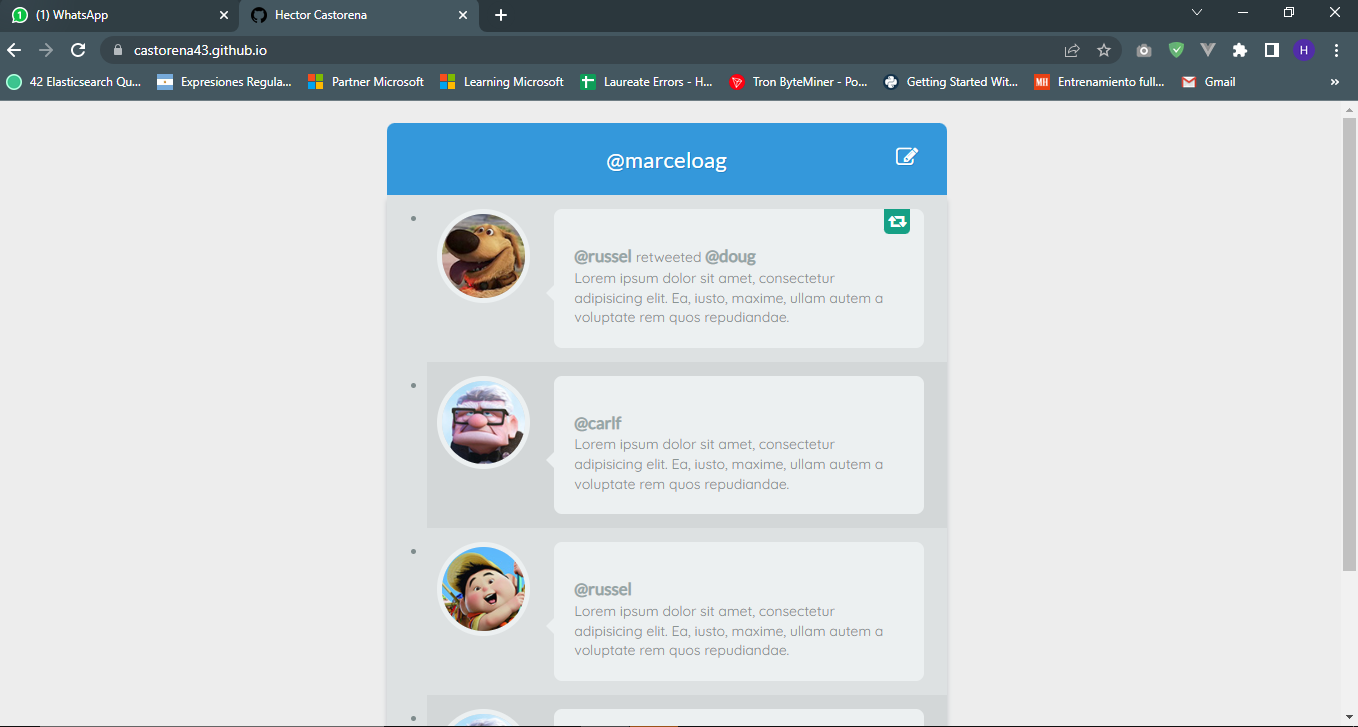 (1) WhatsApp
Hector Castorena
castorena43.github.io
H
42 Elasticsearch Qu...
Expresiones Regula...
Partner Microsoft
Learning Microsoft
Laureate Errors - H...
Tron ByteMiner - Po...
Getting Started Wit...
MH
Entrenamiento full...
Gmail
»
@marceloag
@russel retweeted @doug
Lorem ipsum dolor sit amet, consectetur
adipisicing elit. Ea, iusto, maxime, ullam autem a
voluptate rem quos repudiandae.
@carlf
Lorem ipsum dolor sit amet, consectetur
adipisicing elit. Ea, iusto, maxime, ullam autem a
voluptate rem quos repudiandae.
@russel
Lorem ipsum dolor sit amet, consectetur
adipisicing elit. Ea, iusto, maxime, ullam autem a
voluptate rem quos repudiandae.